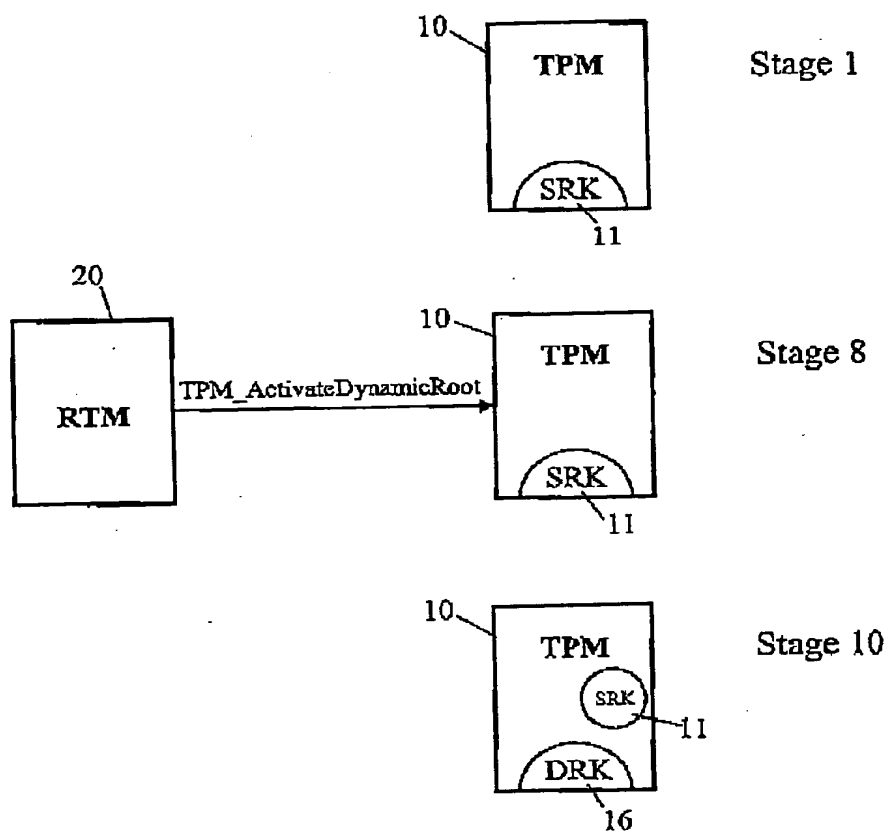 10
TPM
Stage 1
SRK
11
20
10
TPM
Stage 8
TPM_ActivateDynamicRoot
RTM
SRK
11
10
TPM
Stage 10
SRK
11
DRK
16